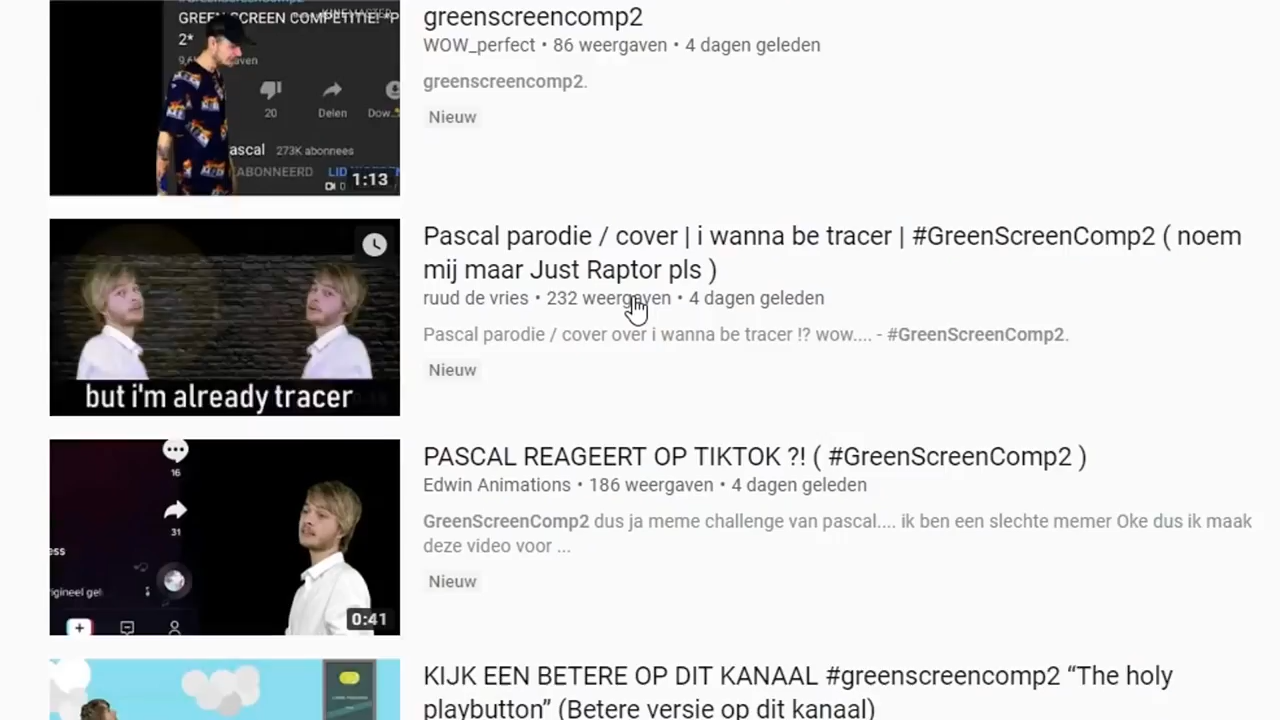 GREEN SCREEN COMPETITIE! *P
2*
20
Delen
Dow...
ascal 273K abonnees
ABONNEERD
1:13
greenscreencomp2
WOW_perfect • 86 weergaven • 4 dagen geleden
greenscreencomp2.
Nieuw
but i'm already tracer
Pascal parodie / cover | i wanna be tracer | #GreenScreenComp2 ( noem
mij maar Just Raptor pls )
ruud de vries • 232 weergaven • 4 dagen geleden
Pascal parodie / cover over i wanna be tracer !? wow.... - #GreenScreenComp2.
Nieuw
16
31
ess
igineel gel
0:41
PASCAL REAGEERT OP TIKTOK ?! ( #GreenScreenComp2 )
Edwin Animations • 186 weergaven • 4 dagen geleden
GreenScreenComp2 dus ja meme challenge van pascal.... ik ben een slechte memer Oke dus ik maak
deze video voor ...
Nieuw
KIJK EEN BETERE OP DIT KANAAL #greenscreencomp2 “The holy
playbutton” (Betere versie op dit kanaal)